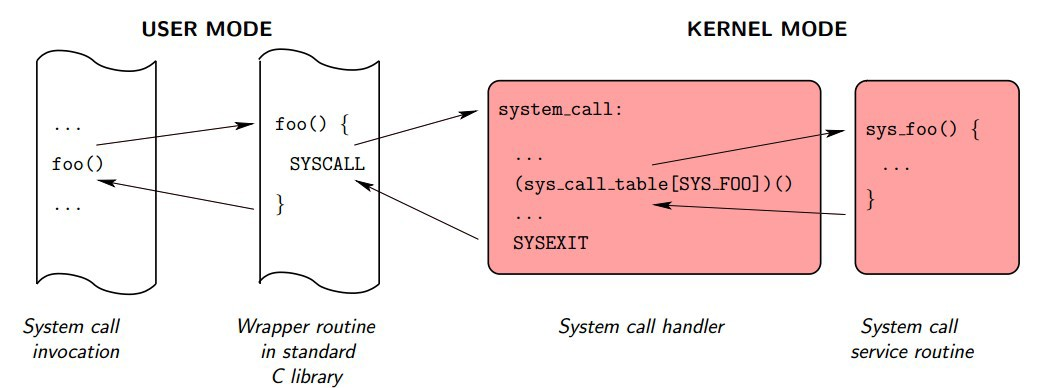 USER MODE
KERNEL MODE
...
foo()
...
foo() {
SYSCALL
}
system_call:
...
(sys_call_table[SYS_FOO])()
...
SYSEXIT
sys_foo() {
...
}
System call
invocation
Wrapper routine
in standard
C library
System call handler
System call
service routine